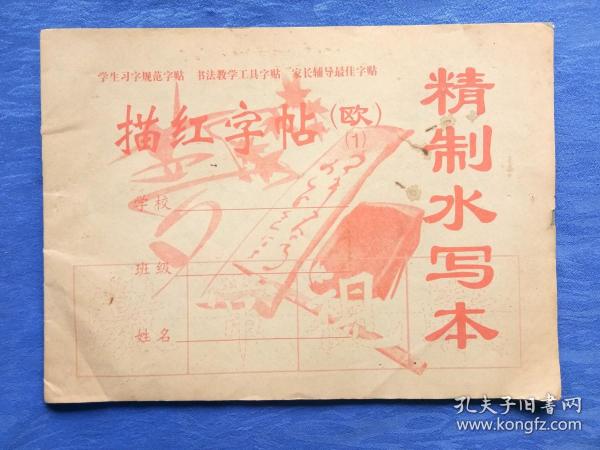 学生习字规范字贴 书法教学工具字贴 家长辅导最佳字贴
描红字帖(欧)
(1)
精制水写本
学校
班级
姓名
孔夫子旧书网
www.kongfz.com